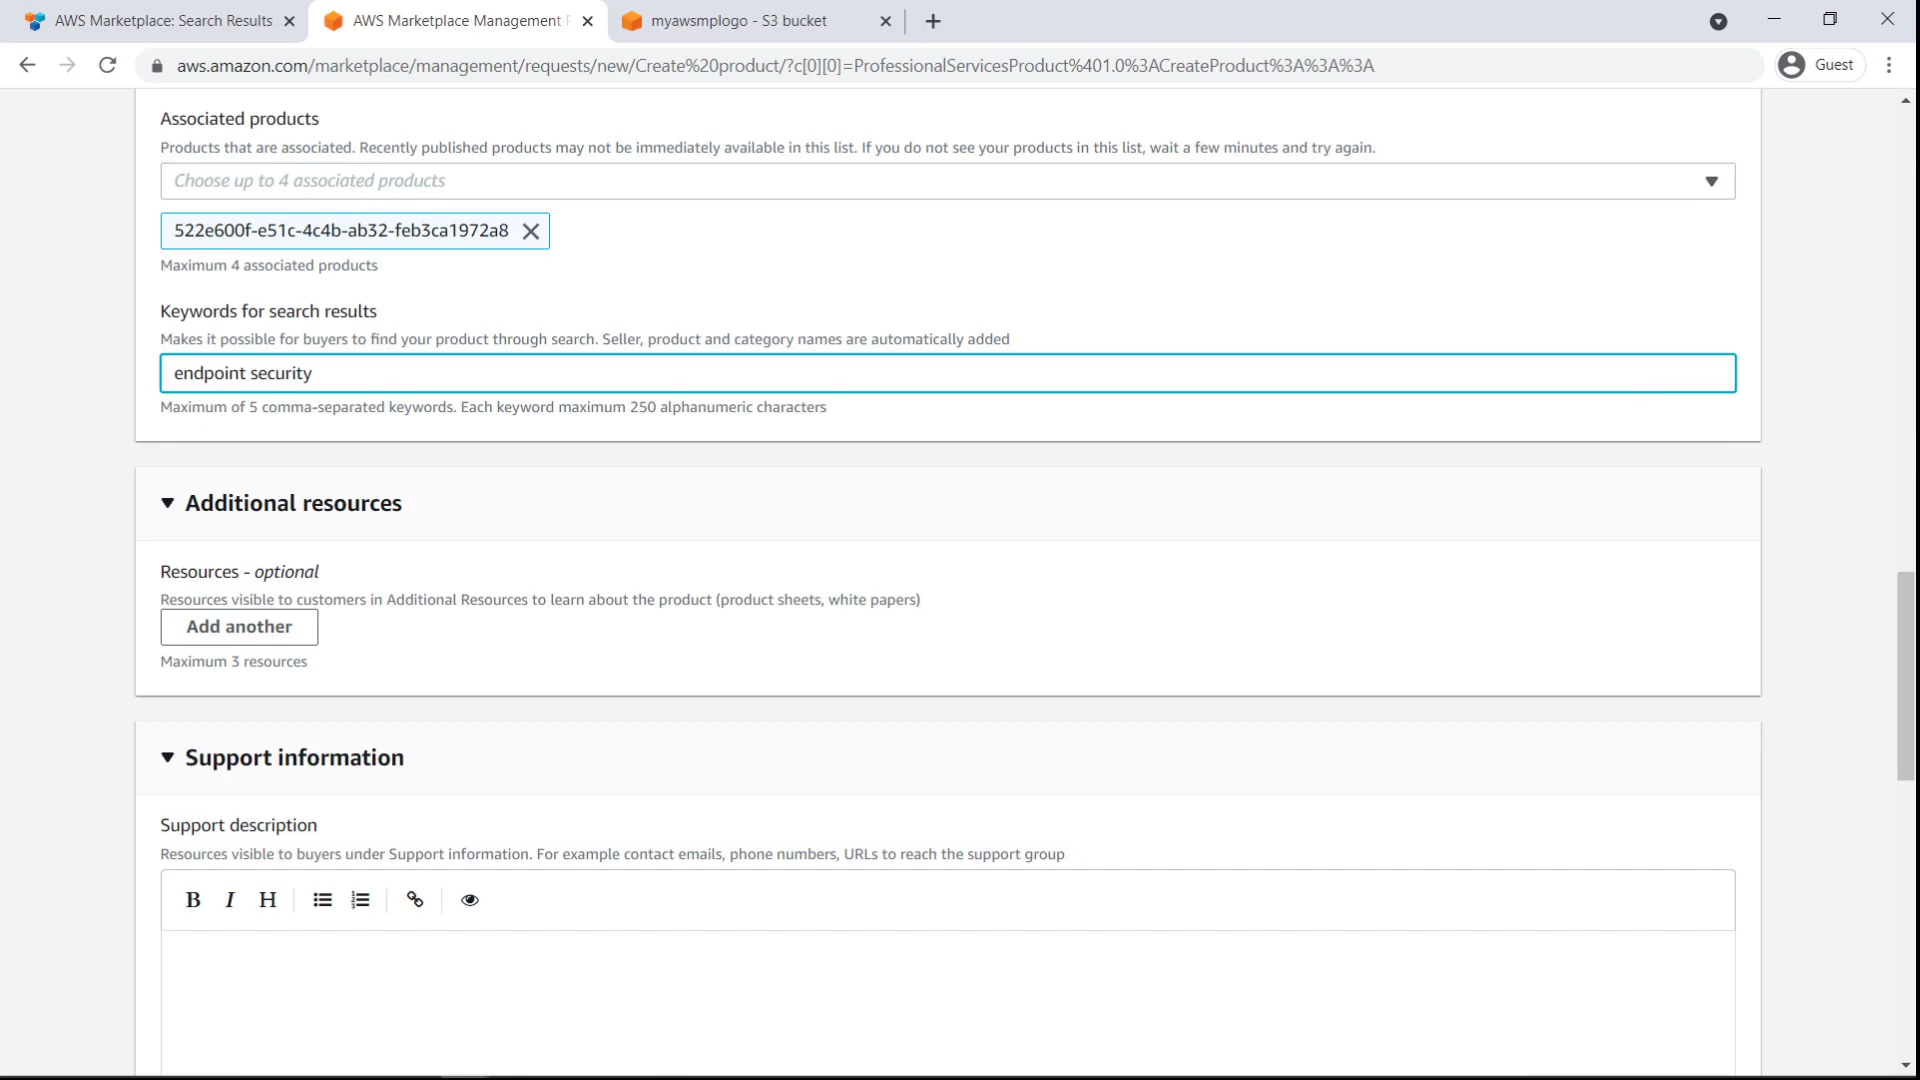 AWS Marketplace: Search Results
AWS Marketplace Management
myawsmplogo - S3 bucket
aws.amazon.com/marketplace/management/requests/new/Create%20product/?c[0][0]=ProfessionalServicesProduct%401.0%3ACreateProduct%3A%3A%3A
Guest
Associated products
Products that are associated. Recently published products may not be immediately available in this list. If you do not see your products in this list, wait a few minutes and try again.
Choose up to 4 associated products
522e600f-e51c-4c4b-ab32-feb3ca1972a8
Maximum 4 associated products
Keywords for search results
Makes it possible for buyers to find your product through search. Seller, product and category names are automatically added
endpoint security
Maximum of 5 comma-separated keywords. Each keyword maximum 250 alphanumeric characters
Additional resources
Resources - optional
Resources visible to customers in Additional Resources to learn about the product (product sheets, white papers)
Add another
Maximum 3 resources
Support information
Support description
Resources visible to buyers under Support information. For example contact emails, phone numbers, URLs to reach the support group
B I H